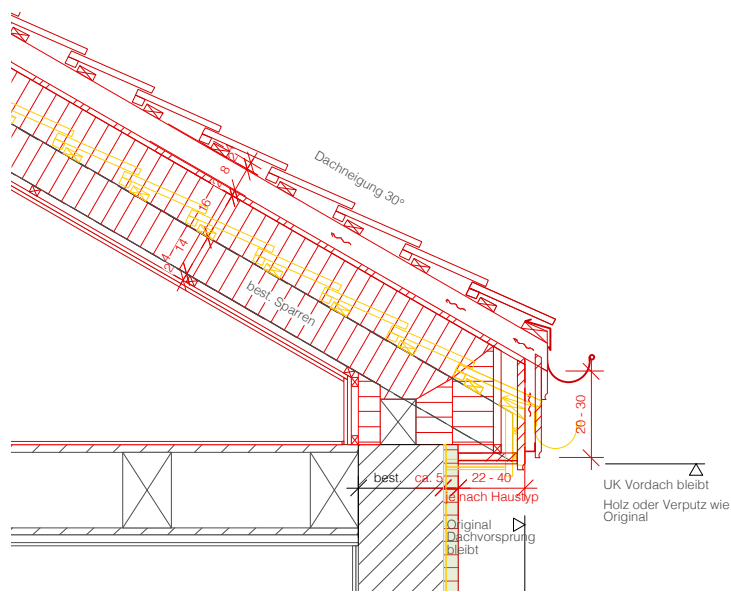 Dachneigung 30°
8
16
14
2 4
best. Sparren
20 - 30
best.
ca. 5
22 - 40
je nach Haustyp
UK Vordach bleibt
Holz oder Verputz wie
Original
Original
Dachvorsprung
bleibt